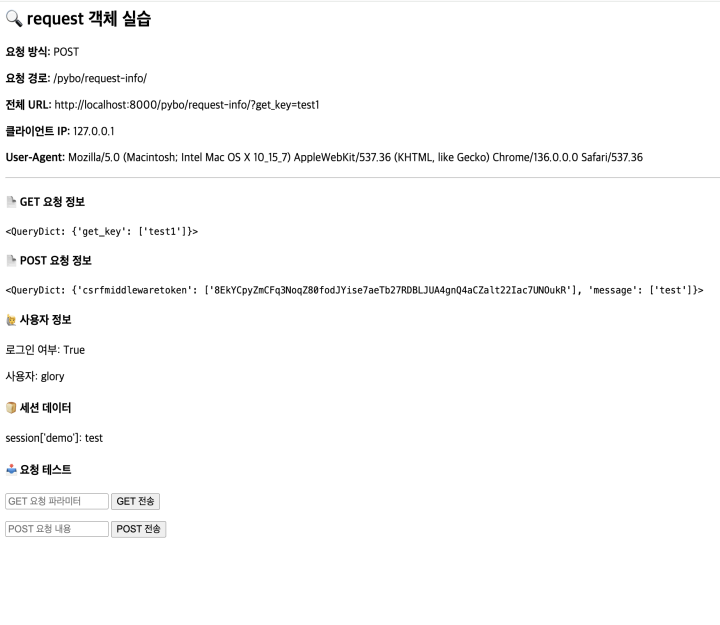 🔍 request 객체 실습
요청 방식: POST
요청 경로: /pybo/request-info/
전체 URL: http://localhost:8000/pybo/request-info/?get_key=test1
클라이언트 IP: 127.0.0.1
User-Agent: Mozilla/5.0 (Macintosh; Intel Mac OS X 10_15_7) AppleWebKit/537.36 (KHTML, like Gecko) Chrome/136.0.0.0 Safari/537.36
GET 요청 정보
<QueryDict: {'get_key': ['test1']}>
POST 요청 정보
<QueryDict: {'csrfmiddlewaretoken': ['8EkYCpyZmCFq3NoqZ80fodJYise7aeTb27RDBLJUA4gnQ4aCZalt22Iac7UNOukR'], 'message': ['test']}>
사용자 정보
로그인 여부: True
사용자: glory
세션 데이터
session['demo']: test
요청 테스트
GET 요청 파라미터 GET 전송
POST 요청 내용 POST 전송